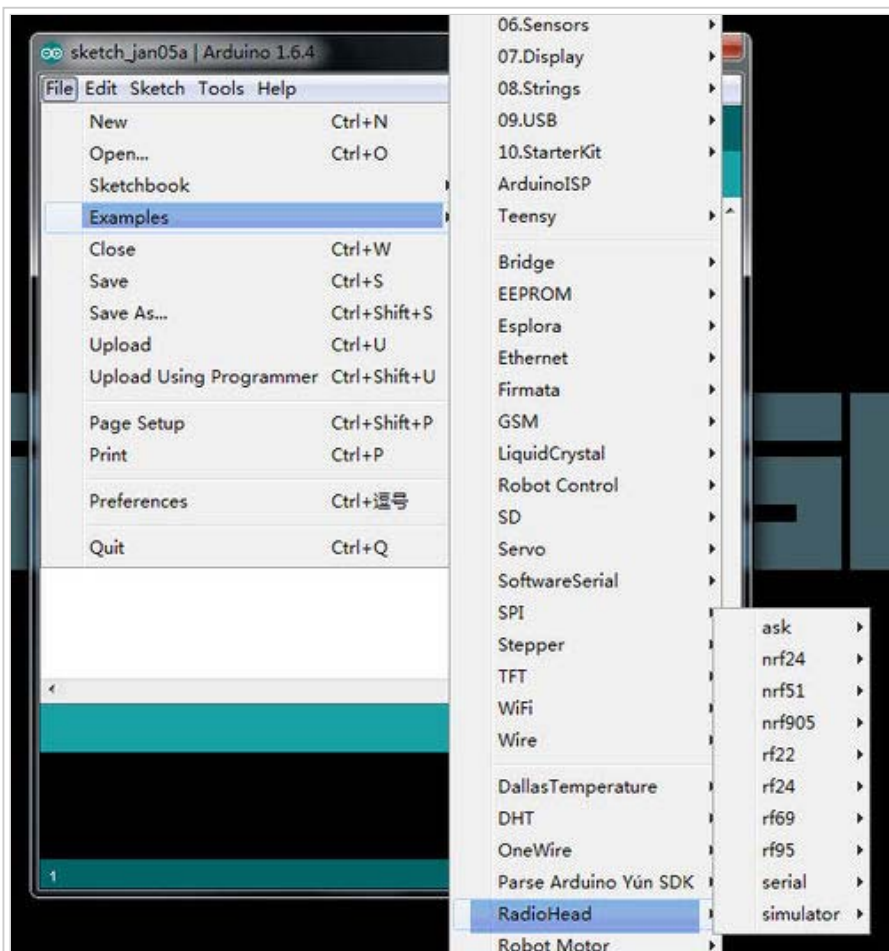 sketch_jan05a | Arduino 1.6.4
File Edit Sketch Tools Help
New Ctrl+N
Open... Ctrl+O
Sketchbook
Examples
Close Ctrl+W
Save Ctrl+S
Save As... Ctrl+Shift+S
Upload Ctrl+U
Upload Using Programmer Ctrl+Shift+U
Page Setup Ctrl+Shift+P
Print Ctrl+P
Preferences Ctrl+逗号
Quit Ctrl+Q
06.Sensors
07.Display
08.Strings
09.USB
10.StarterKit
ArduinoISP
Teensy
Bridge
EEPROM
Esplora
Ethernet
Firmata
GSM
LiquidCrystal
Robot Control
SD
Servo
SoftwareSerial
SPI
Stepper
TFT
WiFi
Wire
DallasTemperature
DHT
OneWire
Parse Arduino Yún SDK
RadioHead
Robot Motor
ask
nrf24
nrf51
nrf905
rf22
rf24
rf69
rf95
serial
simulator
1